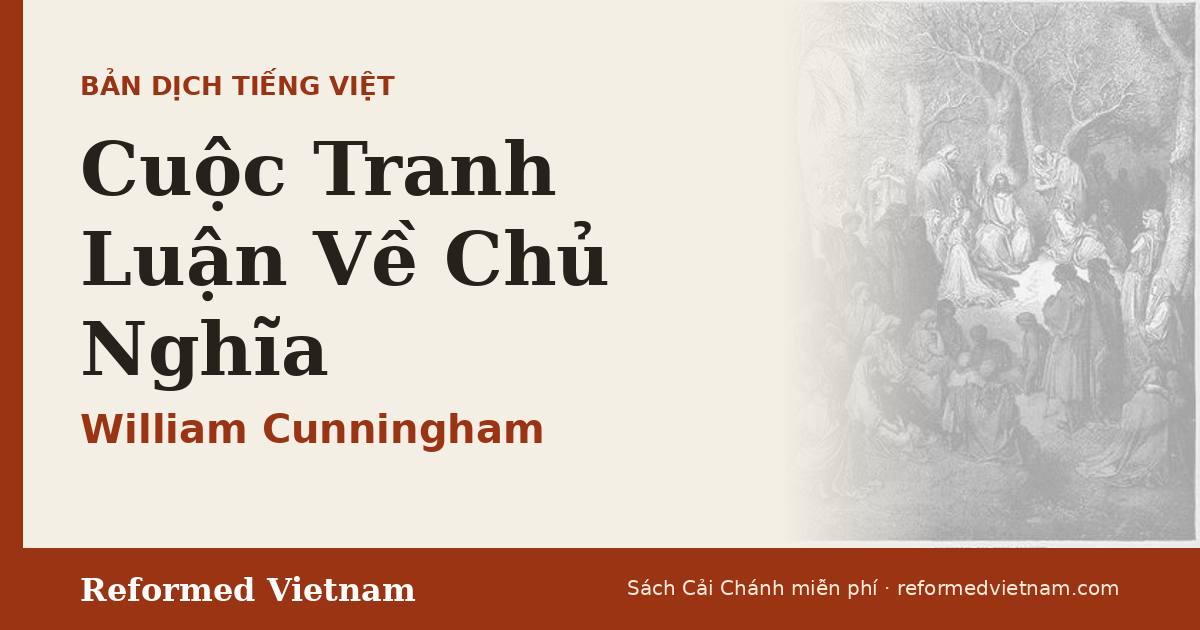 BẢN DỊCH TIẾNG VIỆT
Cuộc Tranh
Luận Về Chủ
Nghĩa
William Cunningham
Reformed Vietnam
Sách Cải Chánh miễn phí · reformedvietnam.com